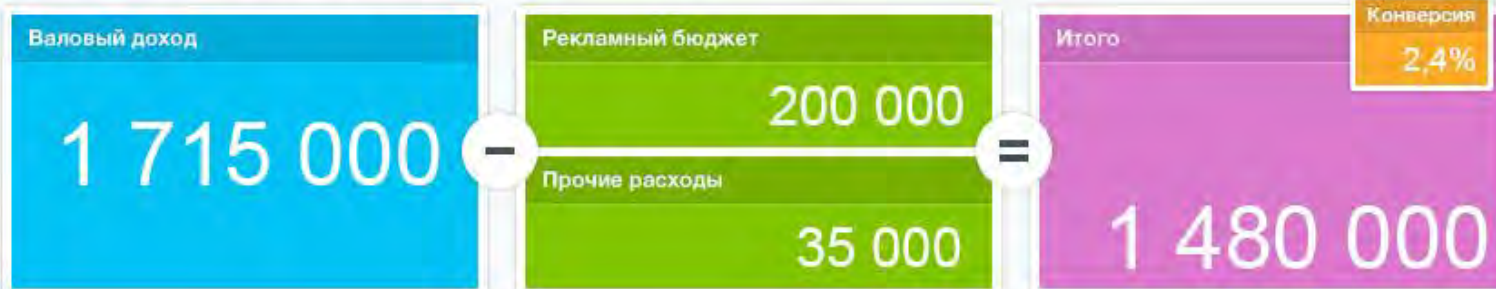 Валовый доход
1 715 000
−
Рекламный бюджет
200 000
Прочие расходы
35 000
=
Итого
Конверсия
2,4%
1 480 000